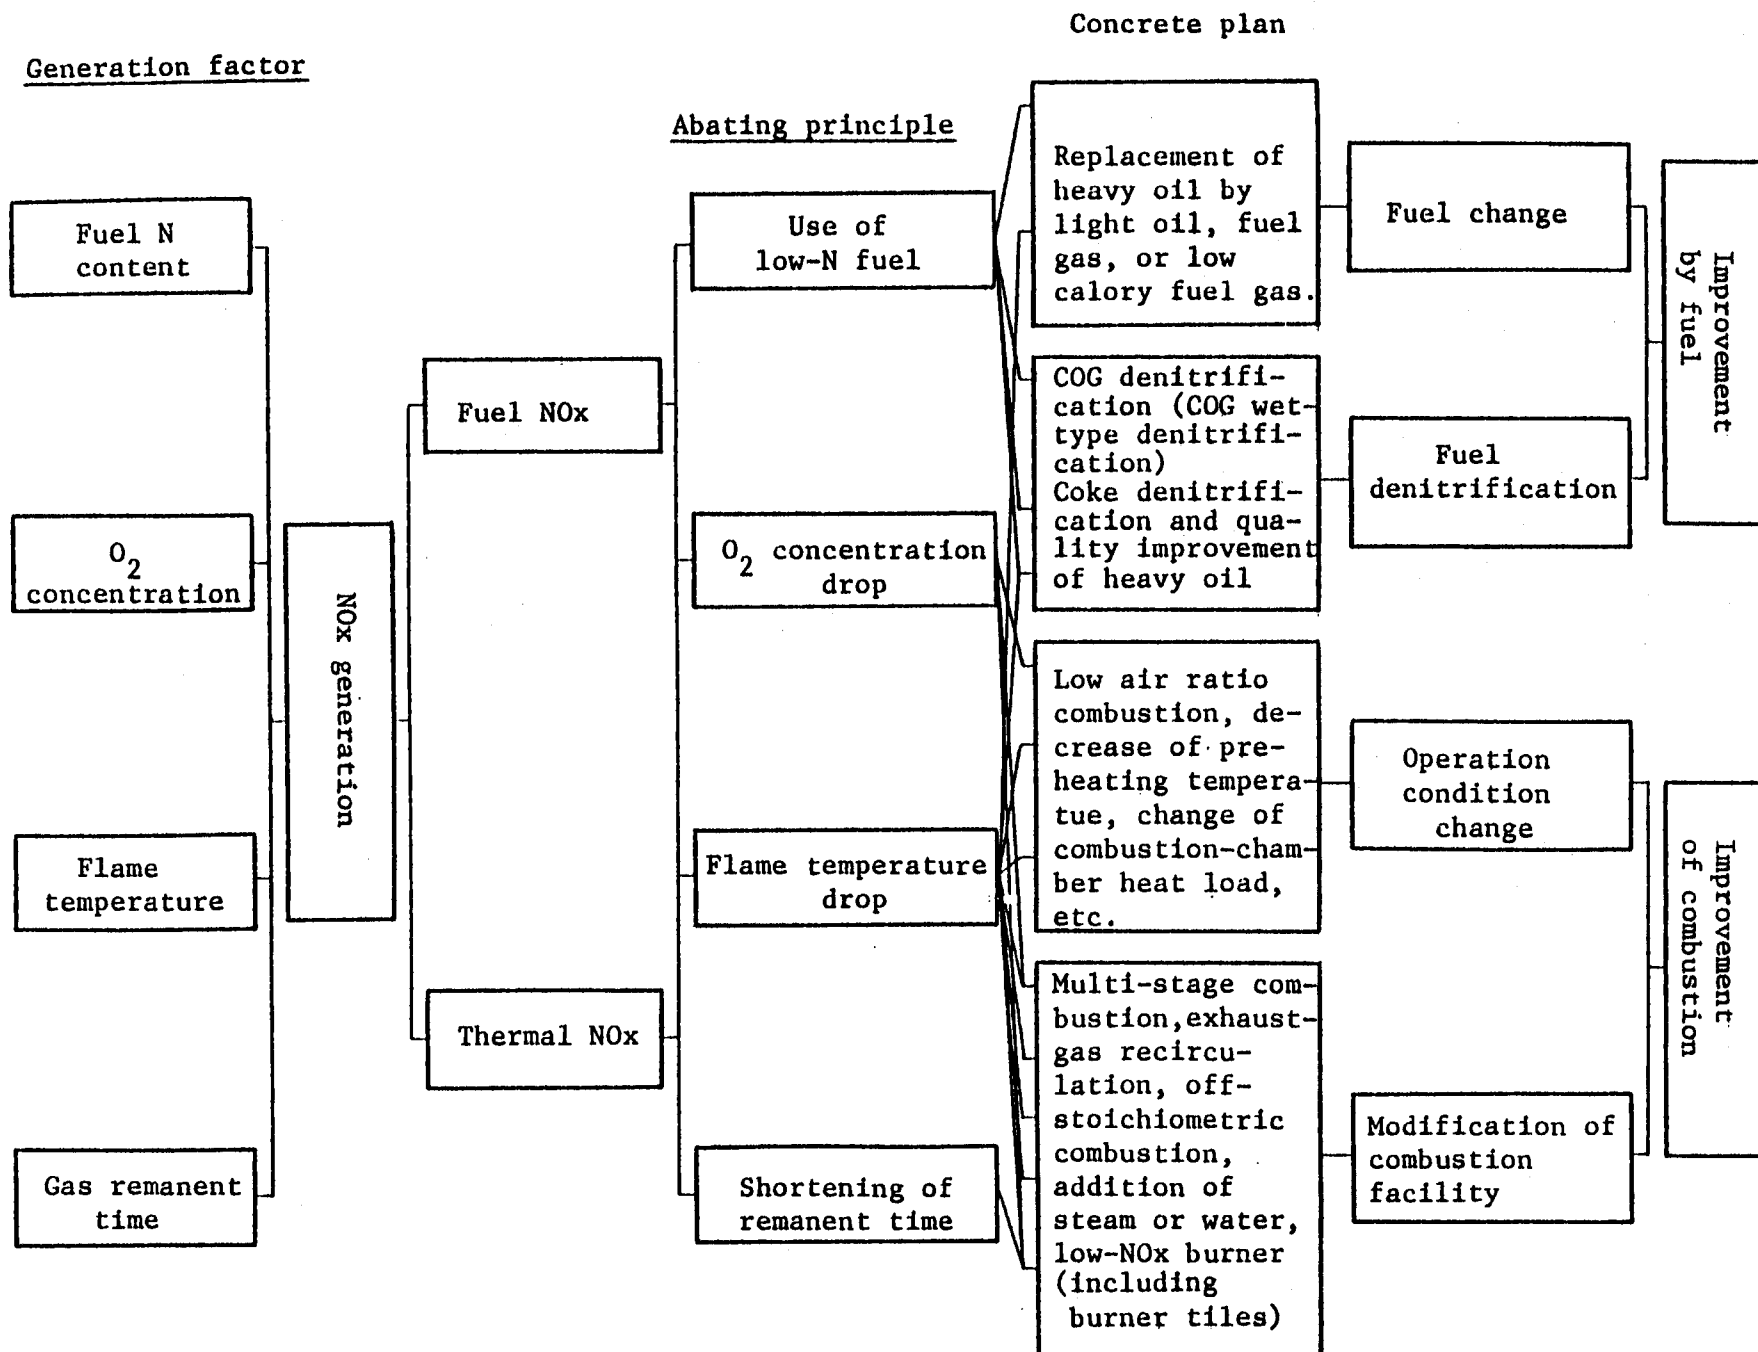 Concrete plan
Generation factor
Abating principle
Fuel N
content
O2
concentration
Flame
temperature
Gas remanent
time
NOx generation
Fuel NOx
Thermal NOx
Use of
low-N fuel
O2 concentration
drop
Flame temperature
drop
Shortening of
remanent time
Replacement of
heavy oil by
light oil, fuel
gas, or low
calory fuel gas.
COG denitrifi-
cation (COG wet-
type denitrifi-
cation)
Coke denitrifi-
cation and qua-
lity improvement
of heavy oil
Low air ratio
combustion, de-
crease of pre-
heating tempera-
tue, change of
combustion-cham-
ber heat load,
etc.
Multi-stage com-
bustion,exhaust-
gas recircu-
lation, off-
stoichiometric
combustion,
addition of
steam or water,
low-NOx burner
(including
burner tiles)
Fuel change
Fuel
denitrification
Operation
condition
change
Modification of
combustion
facility
Improvement
by fuel
Improvement
of combustion